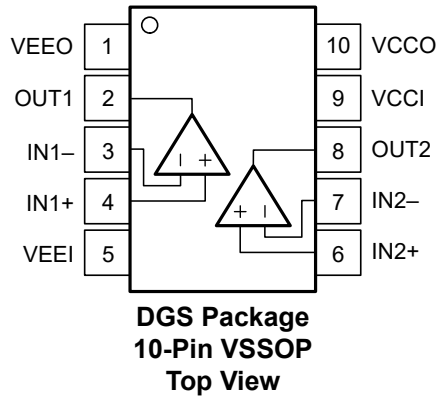 VEEO 1 10 VCCO
OUT1 2 9 VCCI
IN1– 3 8 OUT2
– +
IN1+ 4 7 IN2–
+ –
VEEI 5 6 IN2+
DGS Package
10-Pin VSSOP
Top View